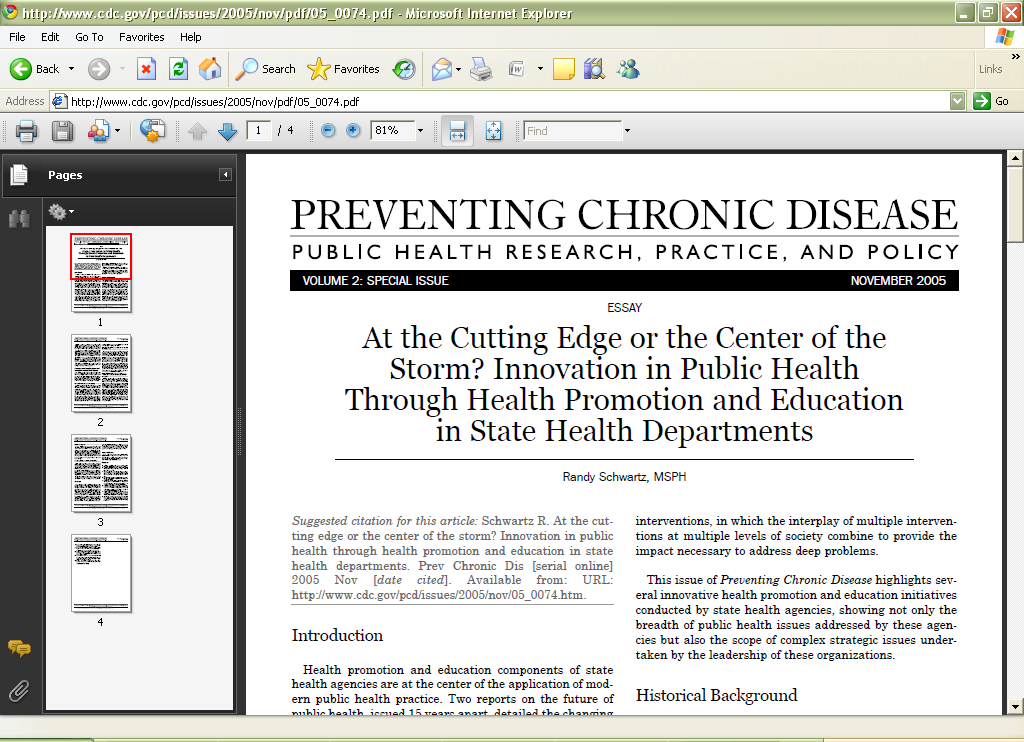 http://www.cdc.gov/pcd/issues/2005/nov/pdf/05_0074.pdf - Microsoft Internet Explorer
File Edit Go To Favorites Help
Back Search Favorites Links
Address http://www.cdc.gov/pcd/issues/2005/nov/pdf/05_0074.pdf Go
1 / 4 81% Find
Pages
1
2
3
4
PREVENTING CHRONIC DISEASE
PUBLIC HEALTH RESEARCH, PRACTICE, AND POLICY
VOLUME 2: SPECIAL ISSUE NOVEMBER 2005
ESSAY
At the Cutting Edge or the Center of the
Storm? Innovation in Public Health
Through Health Promotion and Education
in State Health Departments
Randy Schwartz, MSPH
Suggested citation for this article: Schwartz R. At the cut-
ting edge or the center of the storm? Innovation in public
health through health promotion and education in state
health departments. Prev Chronic Dis [serial online]
2005 Nov [date cited]. Available from: URL:
http://www.cdc.gov/pcd/issues/2005/nov/05_0074.htm.
Introduction
Health promotion and education components of state
health agencies are at the center of the application of mod-
ern public health practice. Two reports on the future of
public health, issued 15 years apart, detailed the changing
interventions, in which the interplay of multiple interven-
tions at multiple levels of society combine to provide the
impact necessary to address deep problems.
This issue of Preventing Chronic Disease highlights sev-
eral innovative health promotion and education initiatives
conducted by state health agencies, showing not only the
breadth of public health issues addressed by these agen-
cies but also the scope of complex strategic issues under-
taken by the leadership of these organizations.
Historical Background